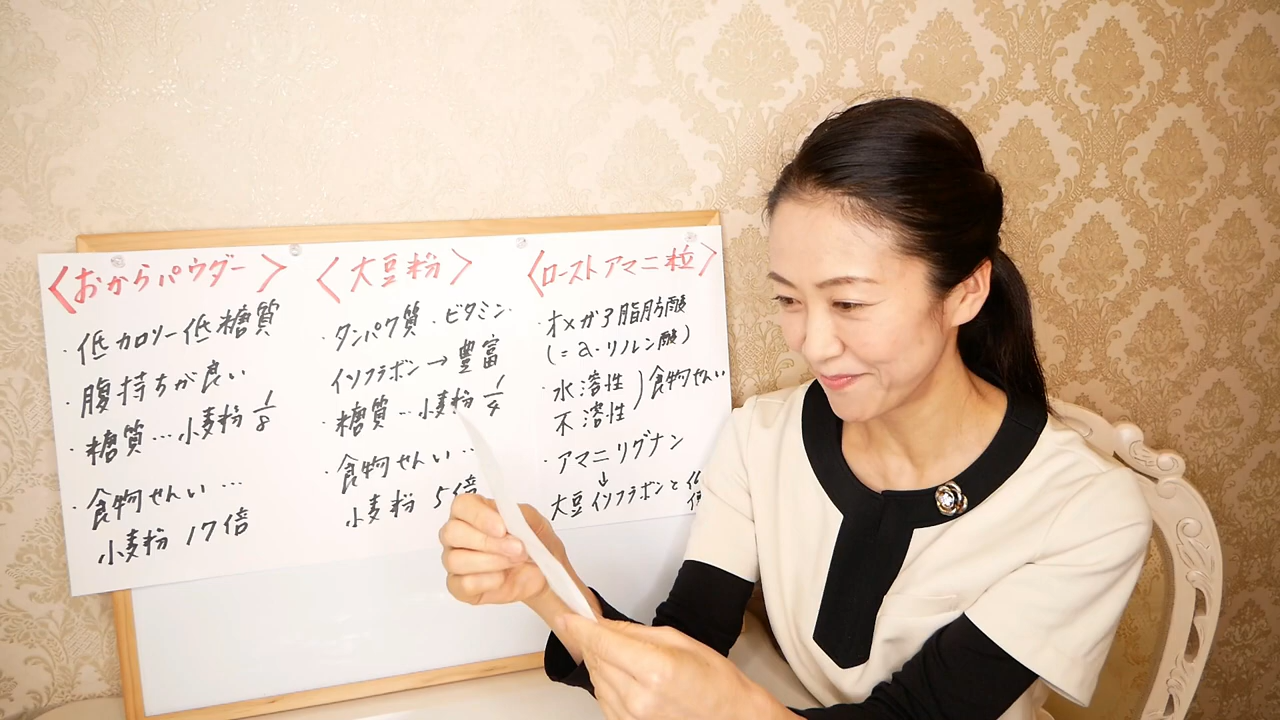 〈おからパウダー〉
・低カロリー低糖質
・腹持ちが良い
・糖質…小麦粉1/8
・食物せんい…
小麦粉17倍
〈大豆粉〉
・タンパク質・ビタミン・
イソフラボン→豊富
・糖質…小麦粉1/4
・食物せんい…
小麦粉5倍
〈ローストアマニ粒〉
・オメガ3脂肪酸
(=α-リノレン酸)
・水溶性
不溶性
)食物せんい
・アマニリグナン
↓
大豆イソフラボンと